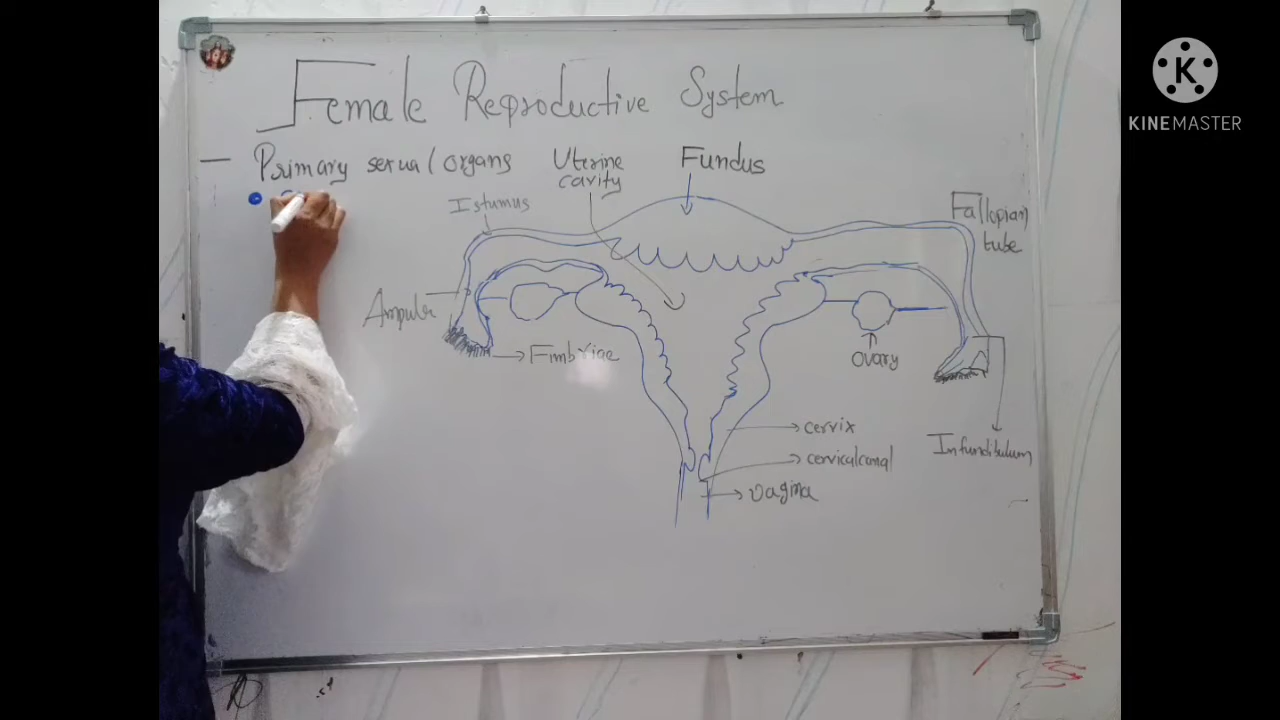 Female Reproductive System
Primary sexual organs
Uterine
cavity
Fundus
Istumus
Fallopian
tube
Ampula
Fimbriae
Ovary
cervix
cervical canal
vagina
Infundibulum
KINEMASTER